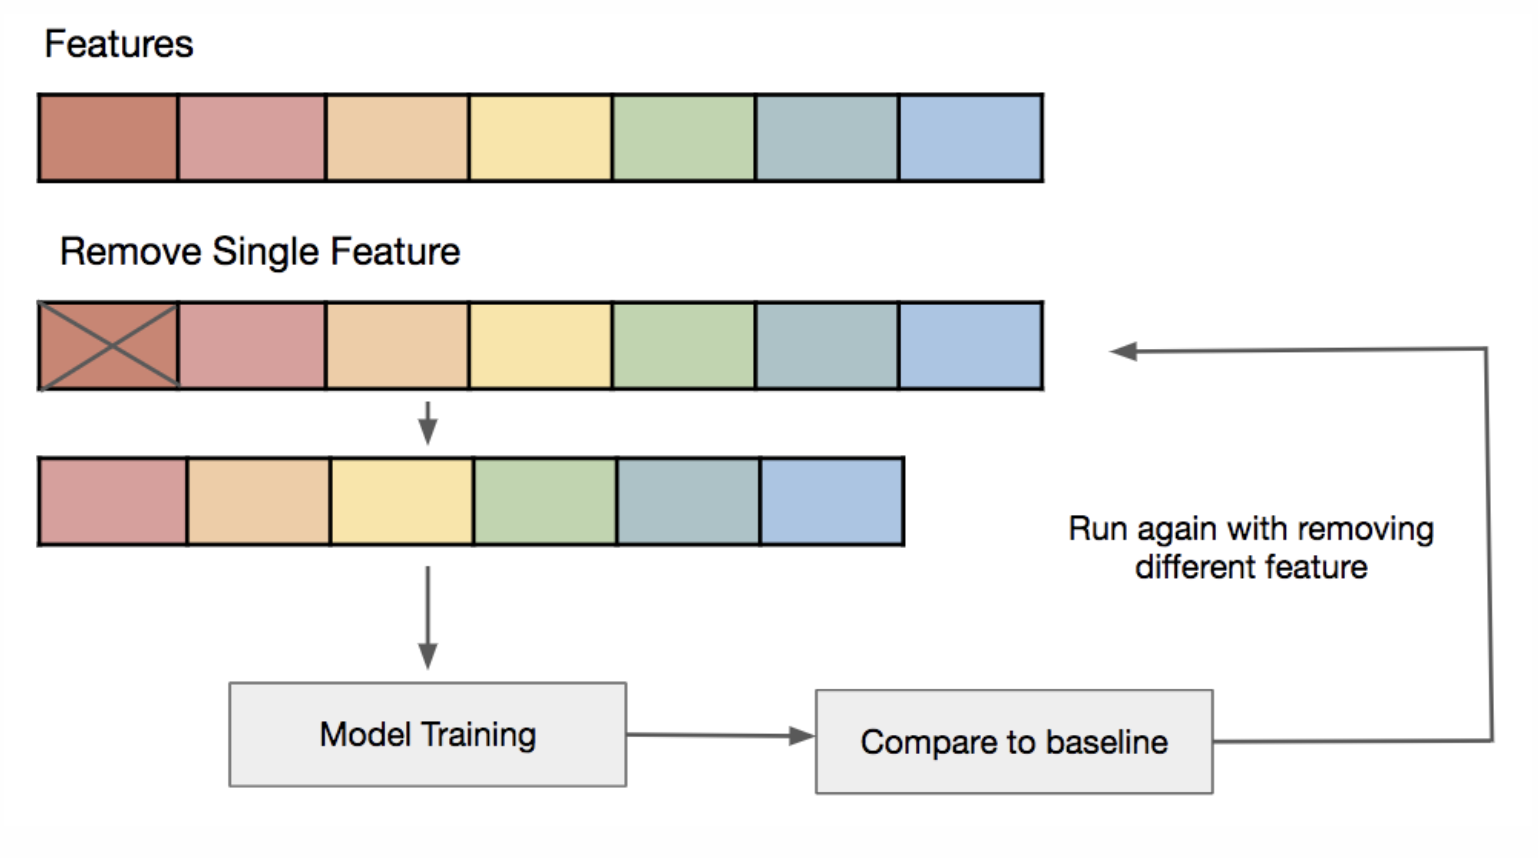 Features
Remove Single Feature
Run again with removing
different feature
Model Training
Compare to baseline